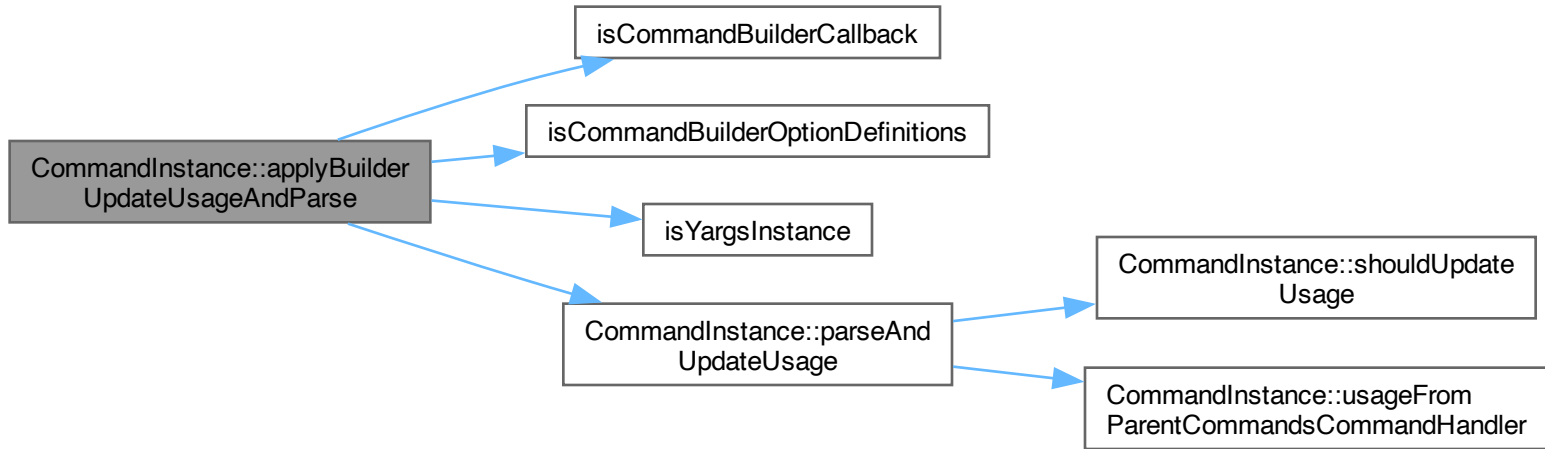 isCommandBuilderCallback
isCommandBuilderOptionDefinitions
CommandInstance::applyBuilder
UpdateUsageAndParse
isYargsInstance
CommandInstance::shouldUpdate
Usage
CommandInstance::parseAnd
UpdateUsage
CommandInstance::usageFrom
ParentCommandsCommandHandler